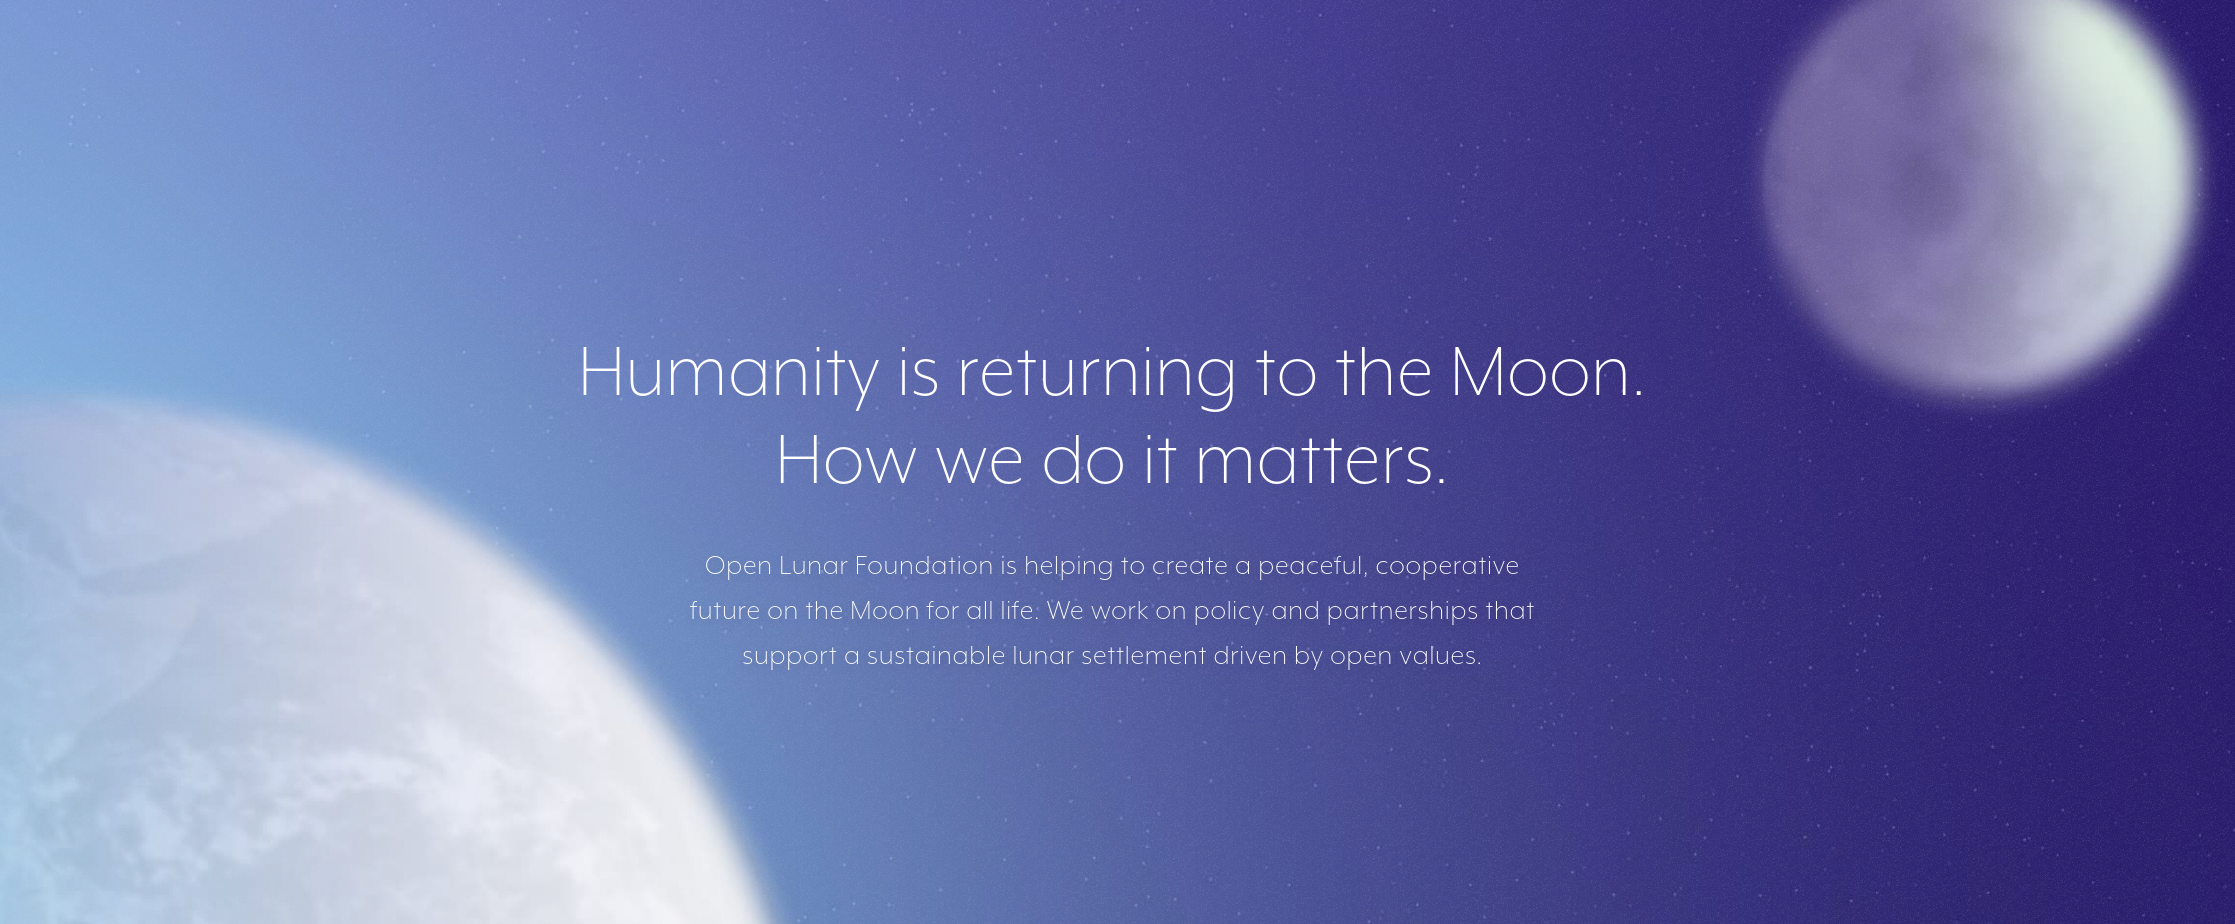 Humanity is returning to the Moon.
How we do it matters.
Open Lunar Foundation is helping to create a peaceful, cooperative
future on the Moon for all life. We work on policy and partnerships that
support a sustainable lunar settlement driven by open values.